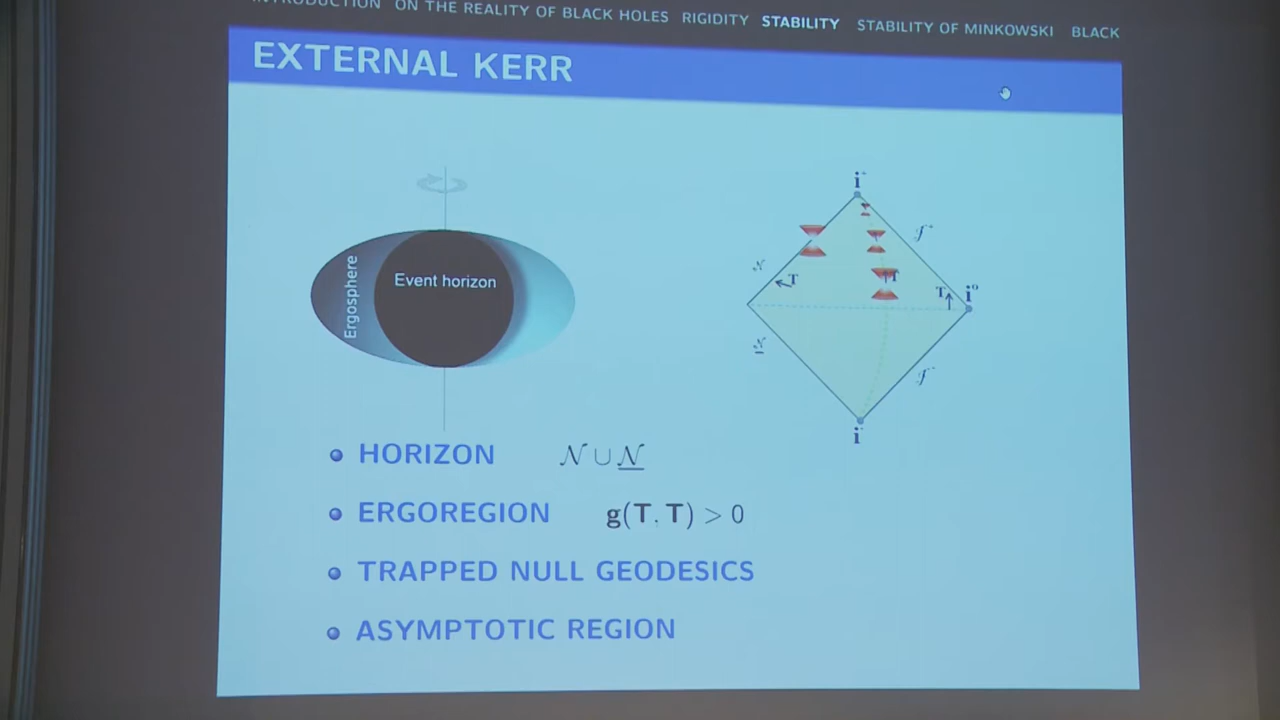 INTRODUCTION ON THE REALITY OF BLACK HOLES RIGIDITY STABILITY STABILITY OF MINKOWSKI BLACK
EXTERNAL KERR
Ergosphere
Event horizon
i⁺
𝒥⁺
𝒩
T
T
T
i⁰
𝒩̲
𝒥⁻
i⁻
HORIZON 𝒩 ∪ 𝒩̲
ERGOREGION g(T, T) > 0
TRAPPED NULL GEODESICS
ASYMPTOTIC REGION